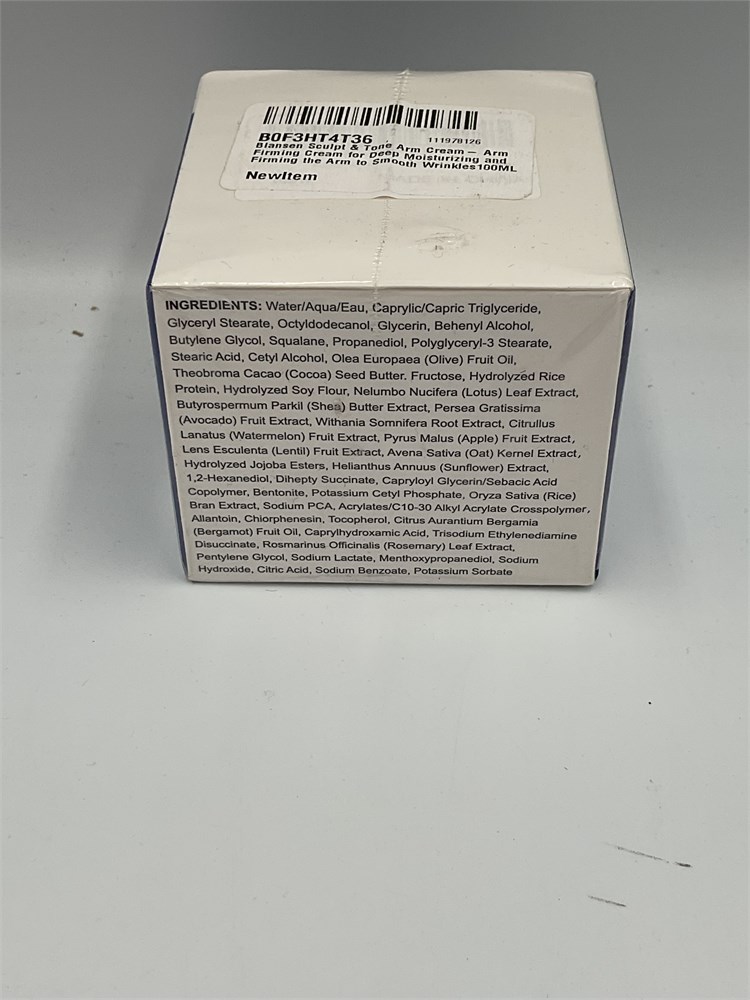 B0F3HT4T36
111978126
Blansen Sculpt & Tone Arm Cream – Arm
Firming Cream for Deep Moisturizing and
Firming the Arm to Smooth Wrinkles100ML
NewItem
INGREDIENTS: Water/Aqua/Eau, Caprylic/Capric Triglyceride,
Glyceryl Stearate, Octyldodecanol, Glycerin, Behenyl Alcohol,
Butylene Glycol, Squalane, Propanediol, Polyglyceryl-3 Stearate,
Stearic Acid, Cetyl Alcohol, Olea Europaea (Olive) Fruit Oil,
Theobroma Cacao (Cocoa) Seed Butter. Fructose, Hydrolyzed Rice
Protein, Hydrolyzed Soy Flour, Nelumbo Nucifera (Lotus) Leaf Extract,
Butyrospermum Parkil (Shea) Butter Extract, Persea Gratissima
(Avocado) Fruit Extract, Withania Somnifera Root Extract, Citrullus
Lanatus (Watermelon) Fruit Extract, Pyrus Malus (Apple) Fruit Extract,
Lens Esculenta (Lentil) Fruit Extract, Avena Sativa (Oat) Kernel Extract,
Hydrolyzed Jojoba Esters, Helianthus Annuus (Sunflower) Extract,
1,2-Hexanediol, Dihepty Succinate, Capryloyl Glycerin/Sebacic Acid
Copolymer, Bentonite, Potassium Cetyl Phosphate, Oryza Sativa (Rice)
Bran Extract, Sodium PCA, Acrylates/C10-30 Alkyl Acrylate Crosspolymer,
Allantoin, Chlorphenesin, Tocopherol, Citrus Aurantium Bergamia
(Bergamot) Fruit Oil, Caprylhydroxamic Acid, Trisodium Ethylenediamine
Disuccinate, Rosmarinus Officinalis (Rosemary) Leaf Extract,
Pentylene Glycol, Sodium Lactate, Menthoxypropanediol, Sodium
Hydroxide, Citric Acid, Sodium Benzoate, Potassium Sorbate